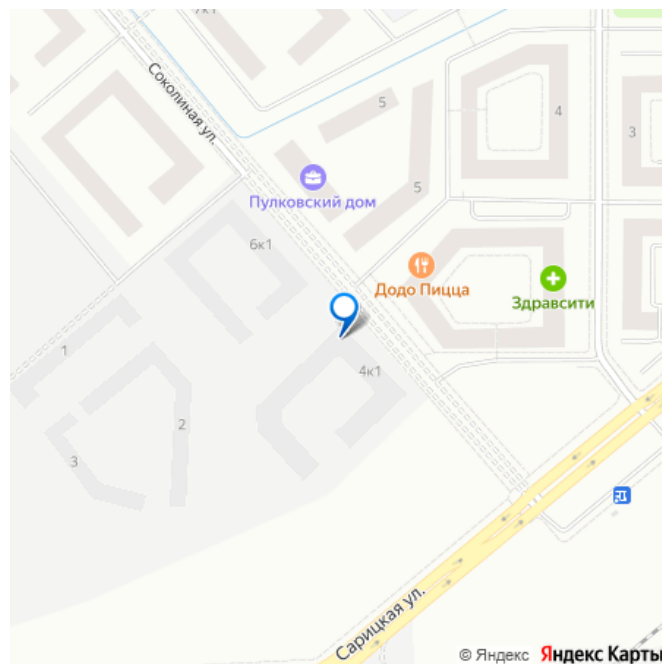 7к1
Соколиная ул.
5
4
3
Пулковский дом
5
6к1
Додо Пицца
Здравсити
1
4к1
2
3
Сарицкая ул.
© Яндекс Яндекс Карты